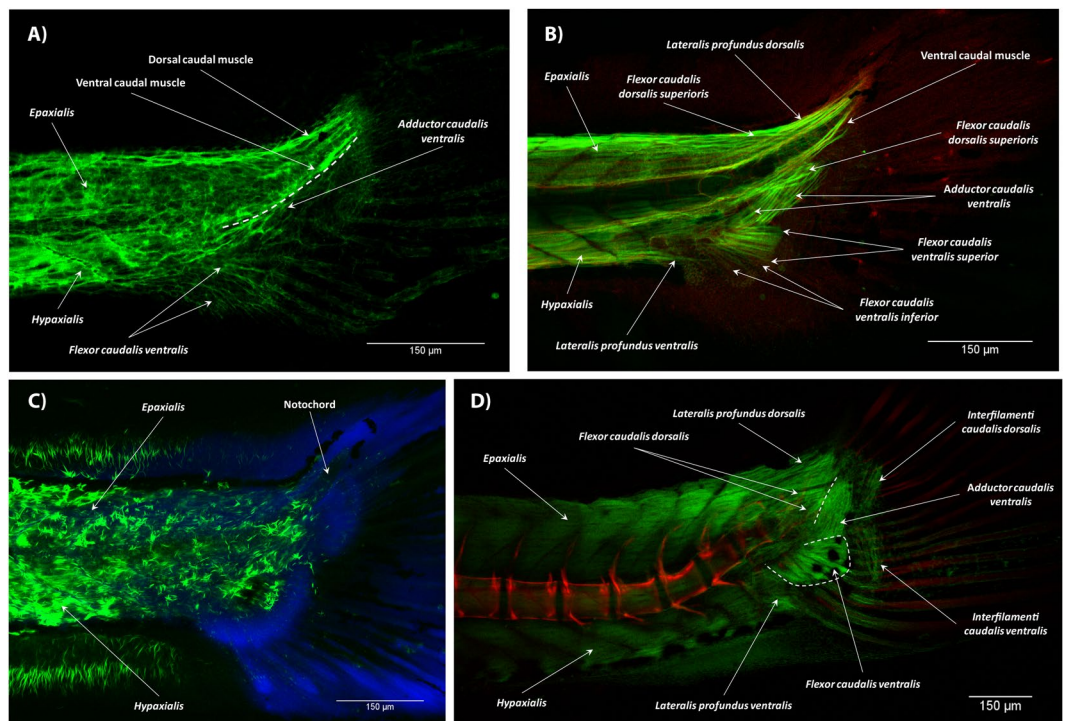 A)
Dorsal caudal muscle
Ventral caudal muscle
Epaxialis
Adductor caudalis
ventralis
Hypaxialis
Flexor caudalis ventralis
150 µm
B)
Lateralis profundus dorsalis
Ventral caudal muscle
Epaxialis
Flexor caudalis
dorsalis superioris
Flexor caudalis
dorsalis superioris
Adductor caudalis
ventralis
Flexor caudalis
ventralis superior
Hypaxialis
Flexor caudalis
ventralis inferior
Lateralis profundus ventralis
150 µm
C)
Epaxialis
Notochord
Hypaxialis
150 µm
D)
Lateralis profundus dorsalis
Interfilamenti
caudalis dorsalis
Flexor caudalis dorsalis
Epaxialis
Adductor caudalis
ventralis
Interfilamenti
caudalis ventralis
Flexor caudalis ventralis
Hypaxialis
Lateralis profundus ventralis
150 µm